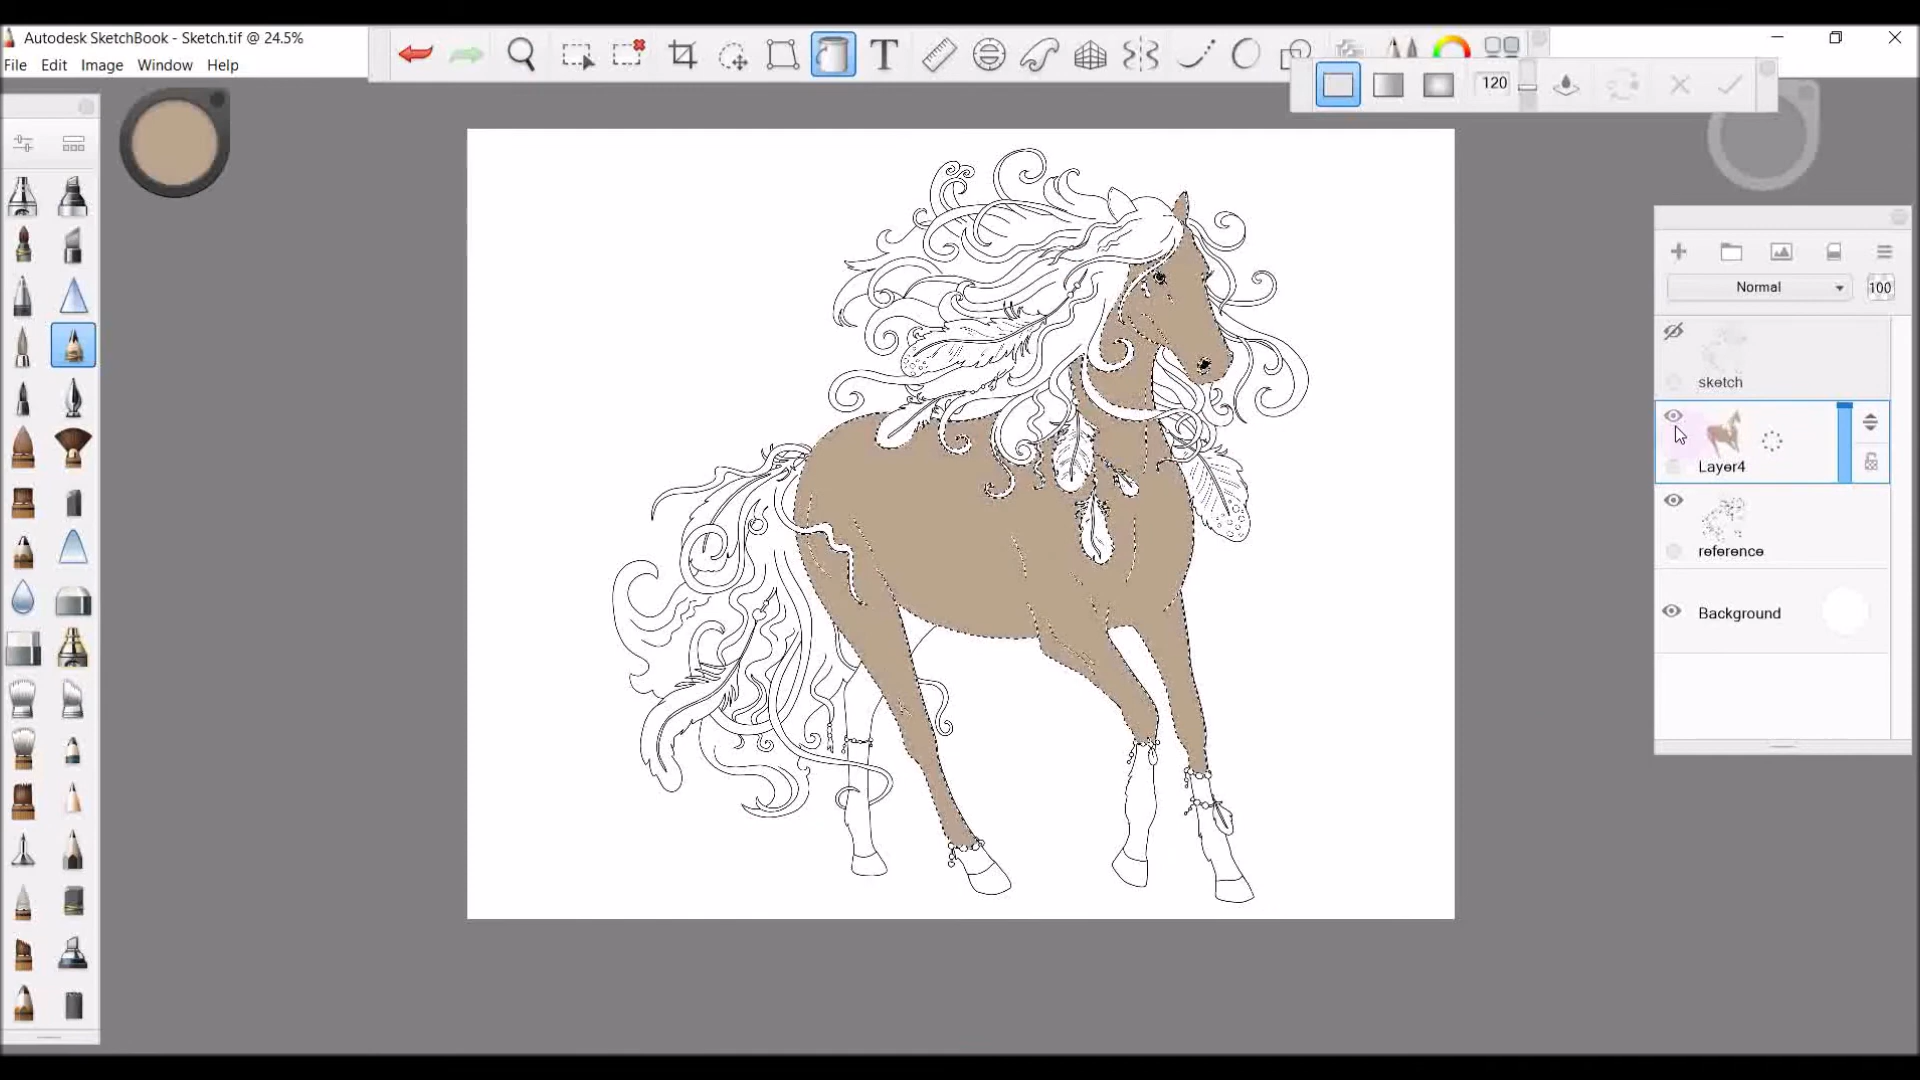 Autodesk SketchBook - Sketch.tif @ 24.5%
File Edit Image Window Help
T
120
Normal 100
sketch
Layer4
reference
Background